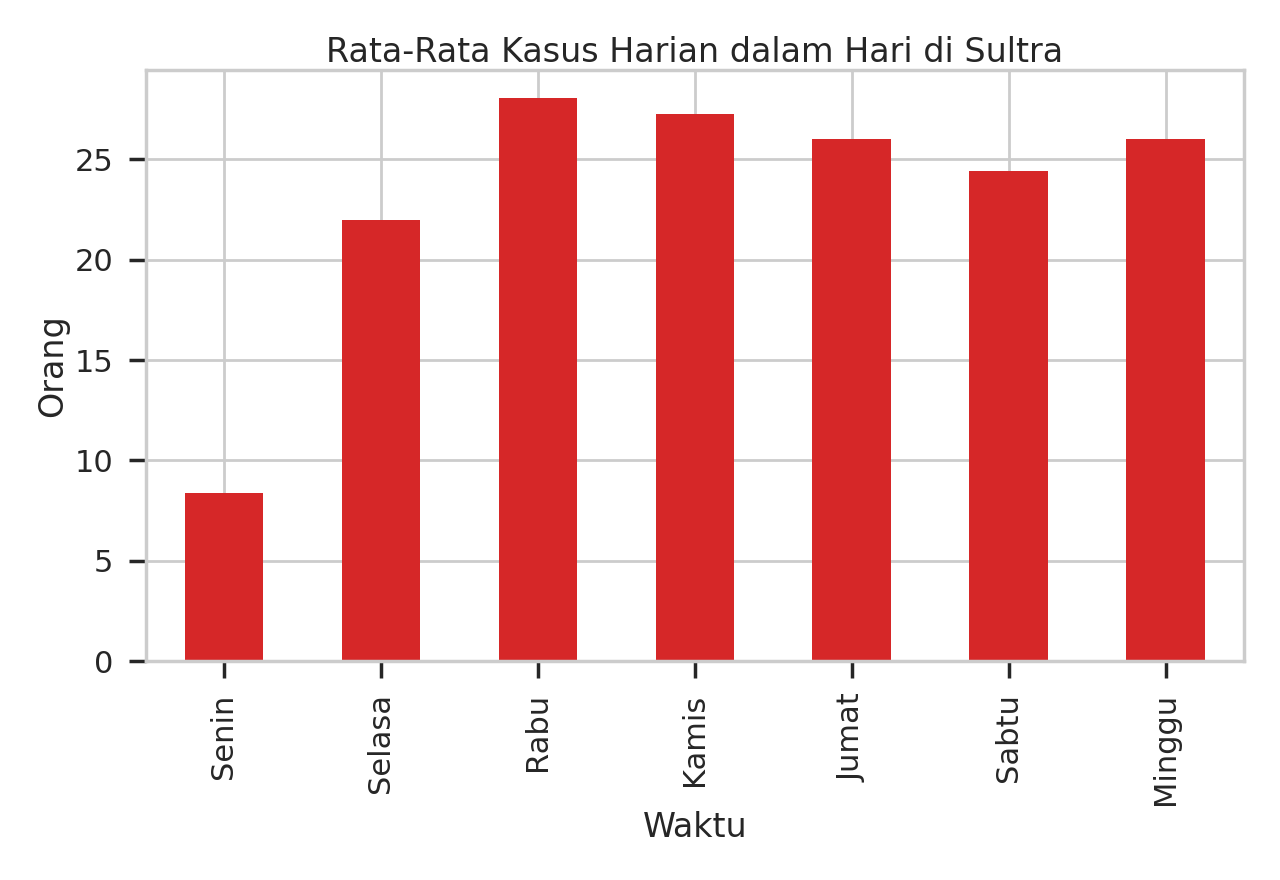 Rata-Rata Kasus Harian dalam Hari di Sultra
Orang
25
20
15
10
5
0
Senin
Selasa
Rabu
Kamis
Jumat
Sabtu
Minggu
Waktu